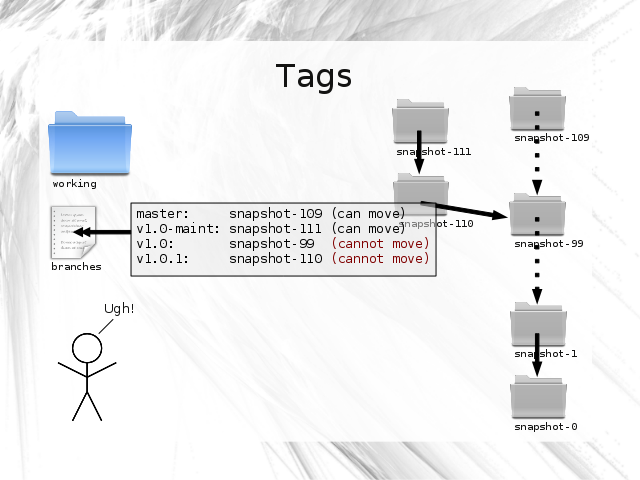 Tags
snapshot-109
snapshot-111
working
master: snapshot-109 (can move)
v1.0-maint: snapshot-111 (can move)
v1.0: snapshot-99 (cannot move)
v1.0.1: snapshot-110 (cannot move)
snapshot-110
snapshot-99
branches
Ugh!
snapshot-1
snapshot-0